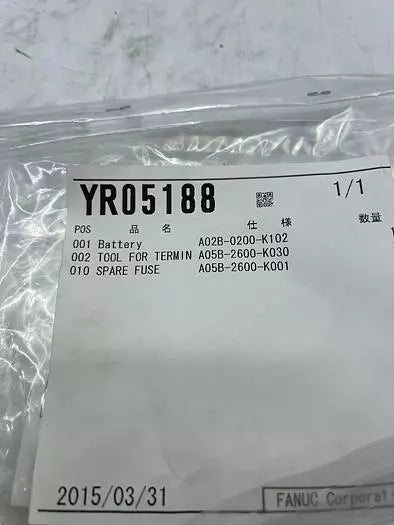 YR05188 1/1
POS 品名 仕様 数量
001 Battery A02B-0200-K102
002 TOOL FOR TERMIN A05B-2600-K030
010 SPARE FUSE A05B-2600-K001
2015/03/31 FANUC Corporat